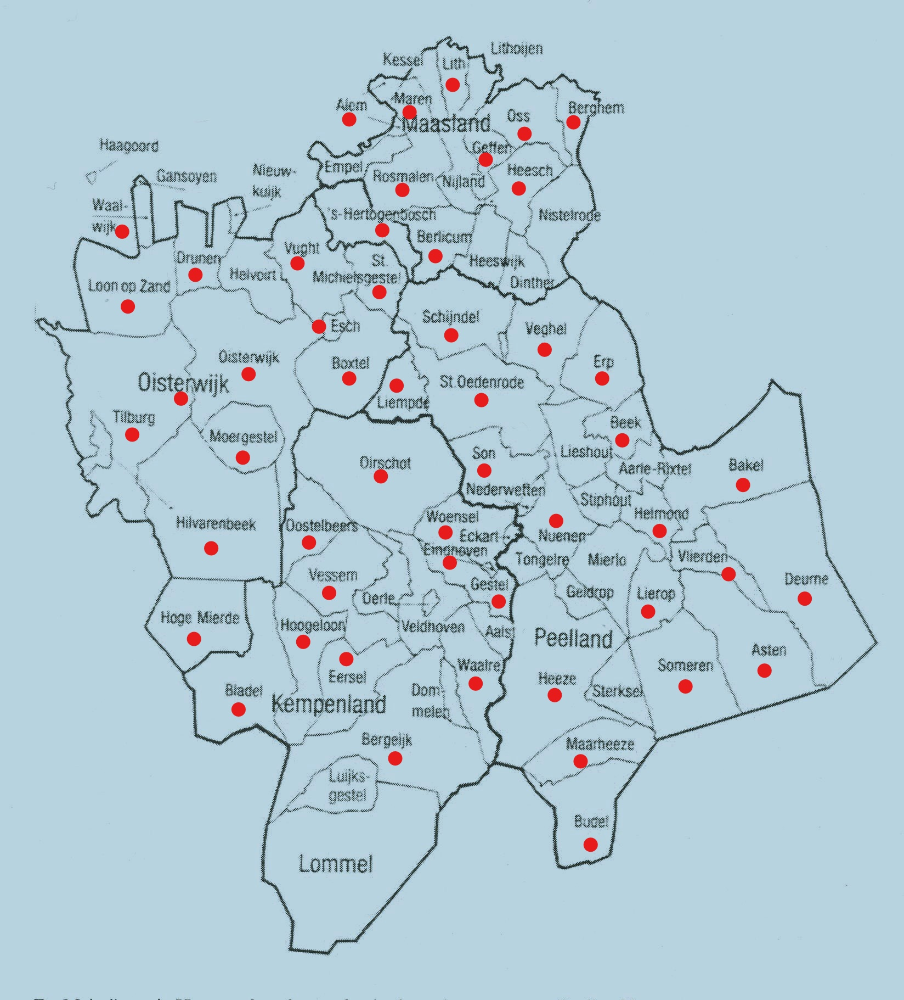 Lithoijen
Kessel
Lith
Maren
Alem
Berghem
Oss
Maasland
Haagoord
Geffen
Empel
Heesch
Gansoyen
Nieuw-
kuijk
Rosmalen
Nijland
Waal-
wijk
's-Hertogenbosch
Nistelrode
Berlicum
Vught
Drunen
St.
Michielsgestel
Heeswijk
Helvoirt
Loon op Zand
Dinther
Schijndel
Esch
Veghel
Oisterwijk
Boxtel
Erp
Oisterwijk
St.Oedenrode
Liempde
Tilburg
Beek
Moergestel
Lieshout
Son
Oirschot
Bakel
Aarle-Rixtel
Nederwetten
Stiphout
Helmond
Woensel
Hilvarenbeek
Oostelbeers
Eckart
Nuenen
Eindhoven
Vlierden
Tongelre
Mierlo
Vessem
Deurne
Gestel
Geldrop
Lierop
Oerle
Hoge Mierde
Hoogeloon
Veldhoven
Aalst
Peelland
Asten
Waalre
Someren
Eersel
Heeze
Bladel
Dom-
melen
Sterksel
Kempenland
Bergeijk
Maarheeze
Luijks-
gestel
Budel
Lommel